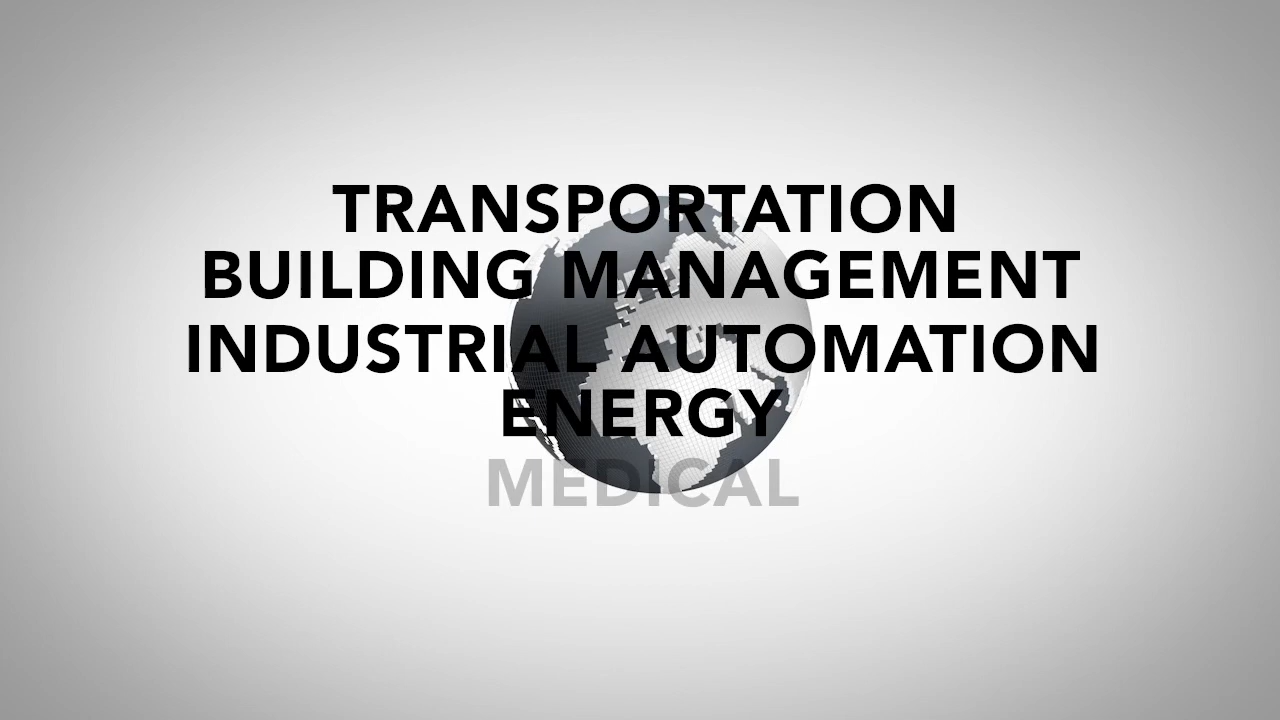 TRANSPORTATION
BUILDING MANAGEMENT
INDUSTRIAL AUTOMATION
ENERGY
MEDICAL